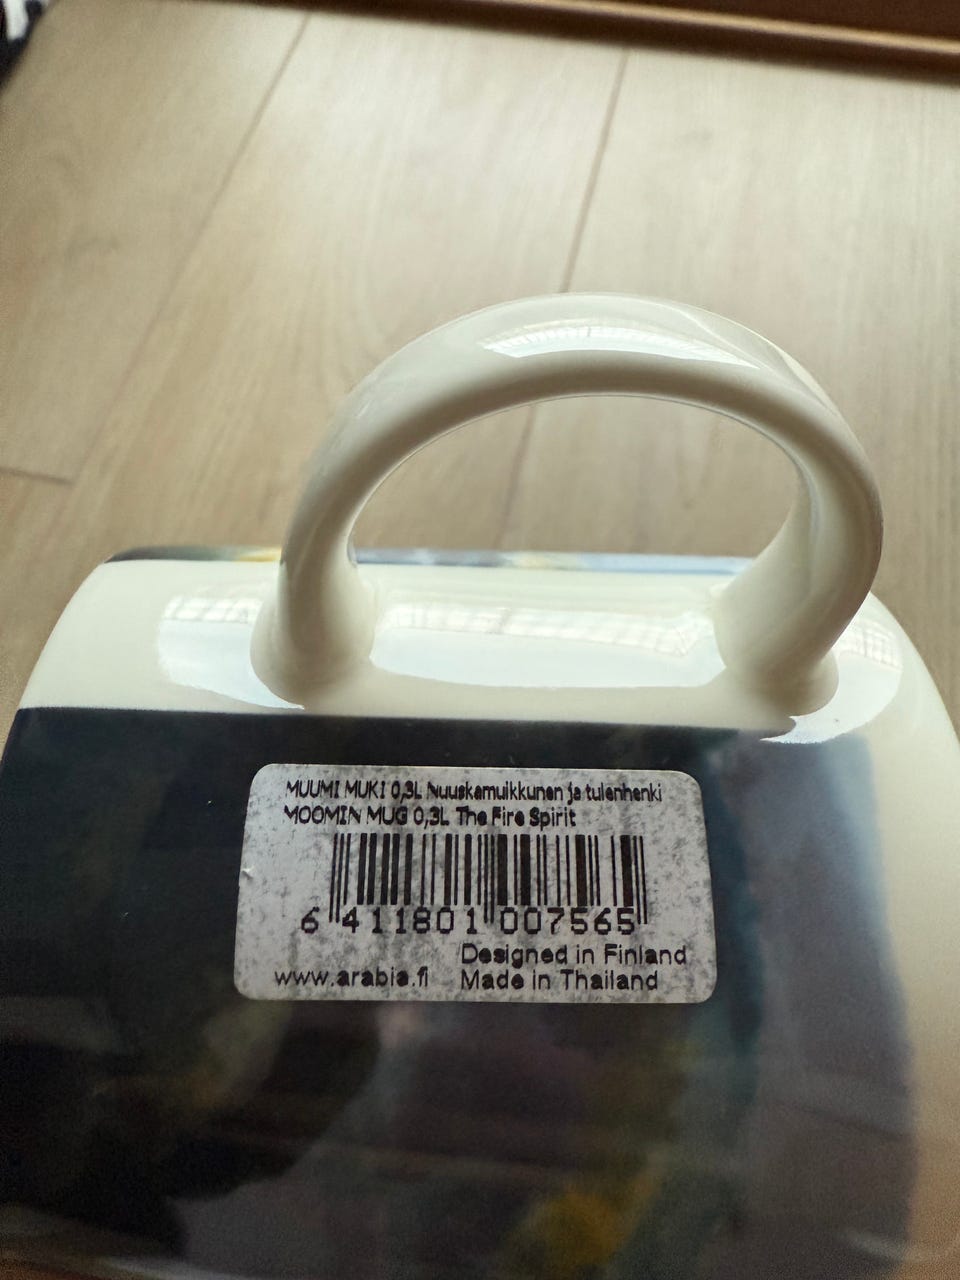 MUUMI MUKI 0,3L Nuuskamuikkunen ja tulenhenki
MOOMIN MUG 0,3L The Fire Spirit
6 411801 007565
Designed in Finland
www.arabia.fi Made in Thailand